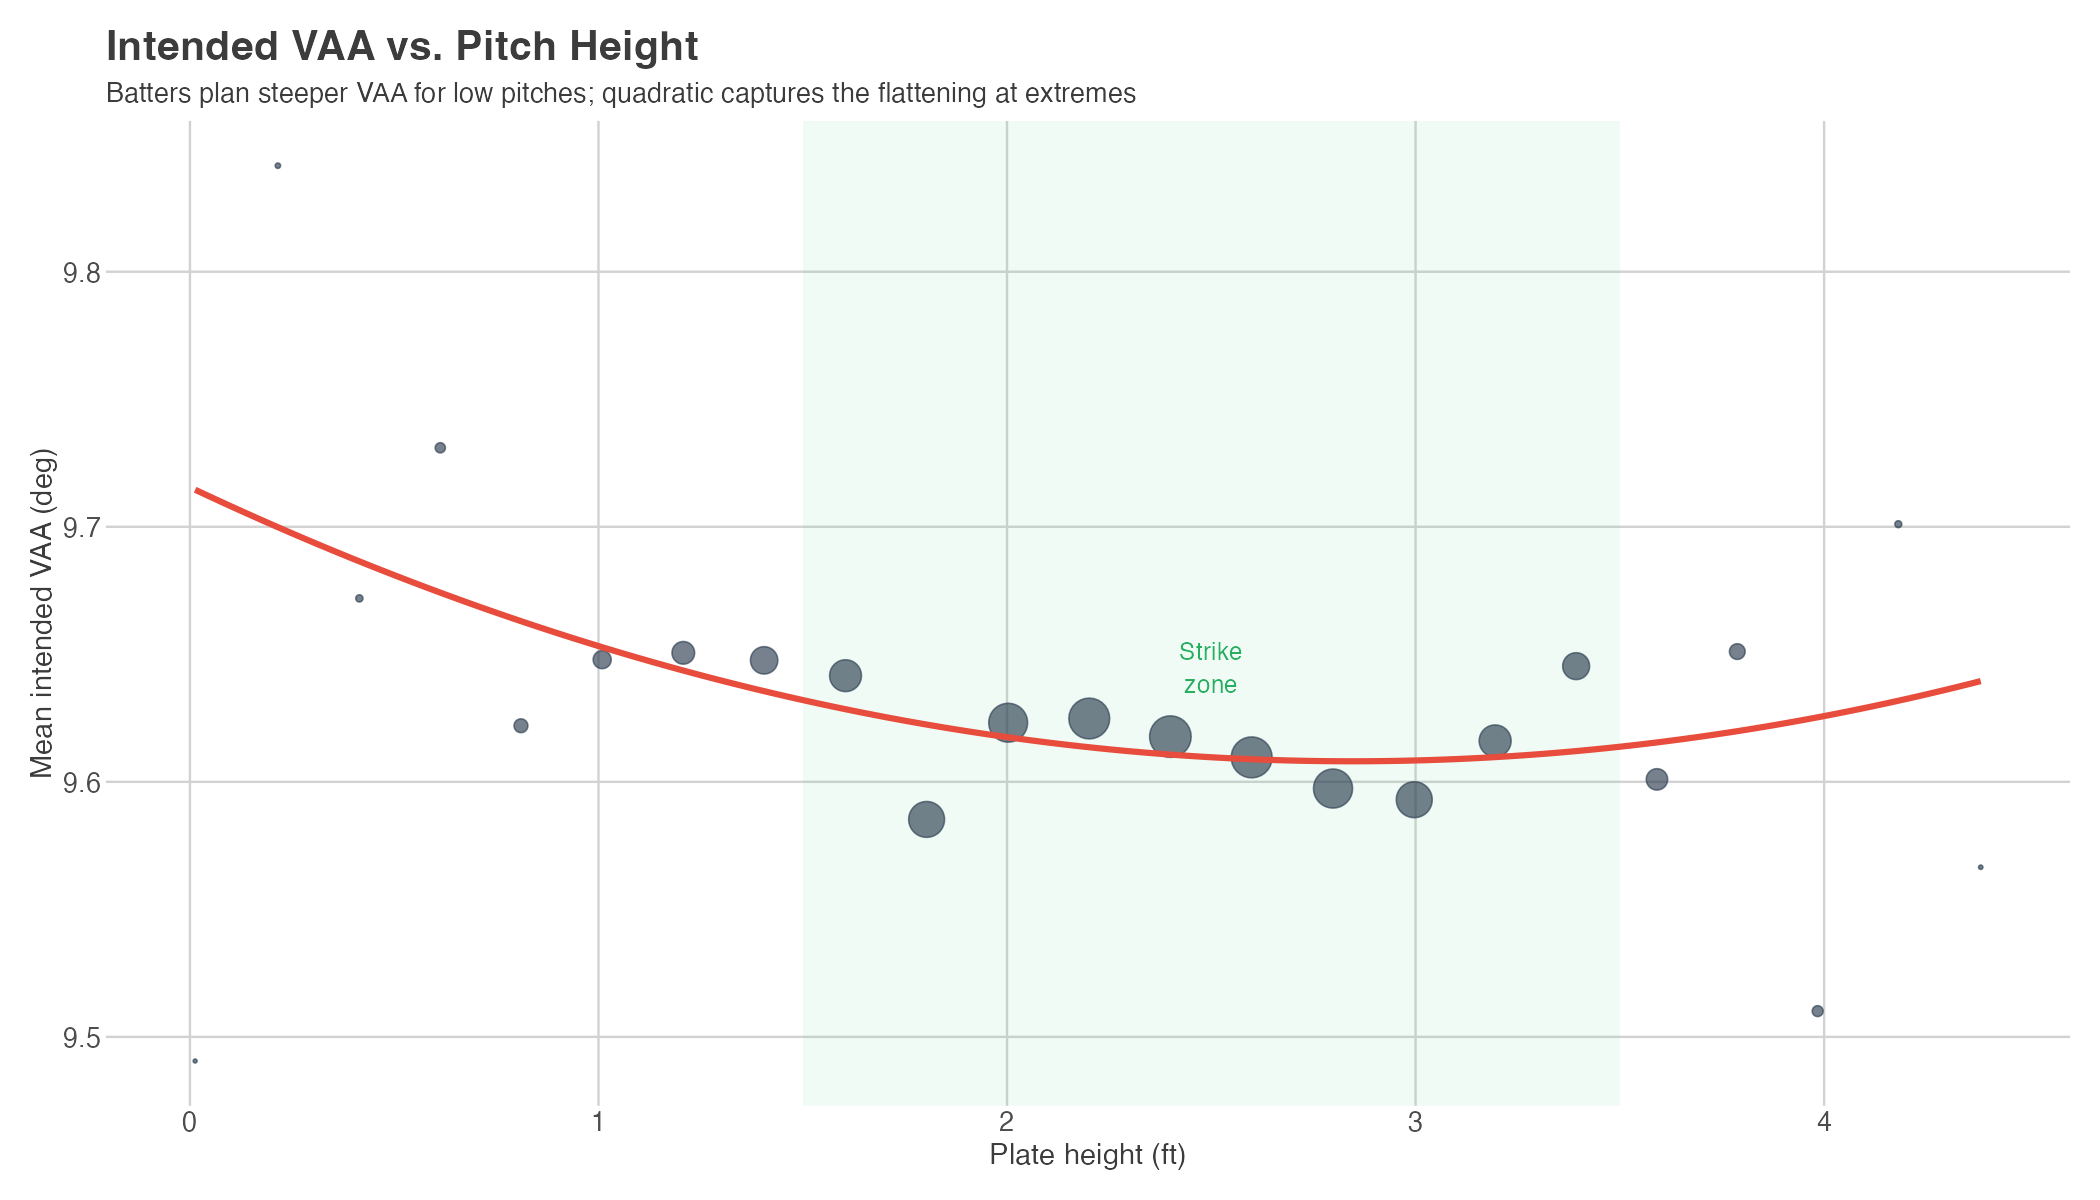 Intended VAA vs. Pitch Height
Batters plan steeper VAA for low pitches; quadratic captures the flattening at extremes
Mean intended VAA (deg)
9.8
9.7
9.6
9.5
Strike
zone
0
1
2
3
4
Plate height (ft)